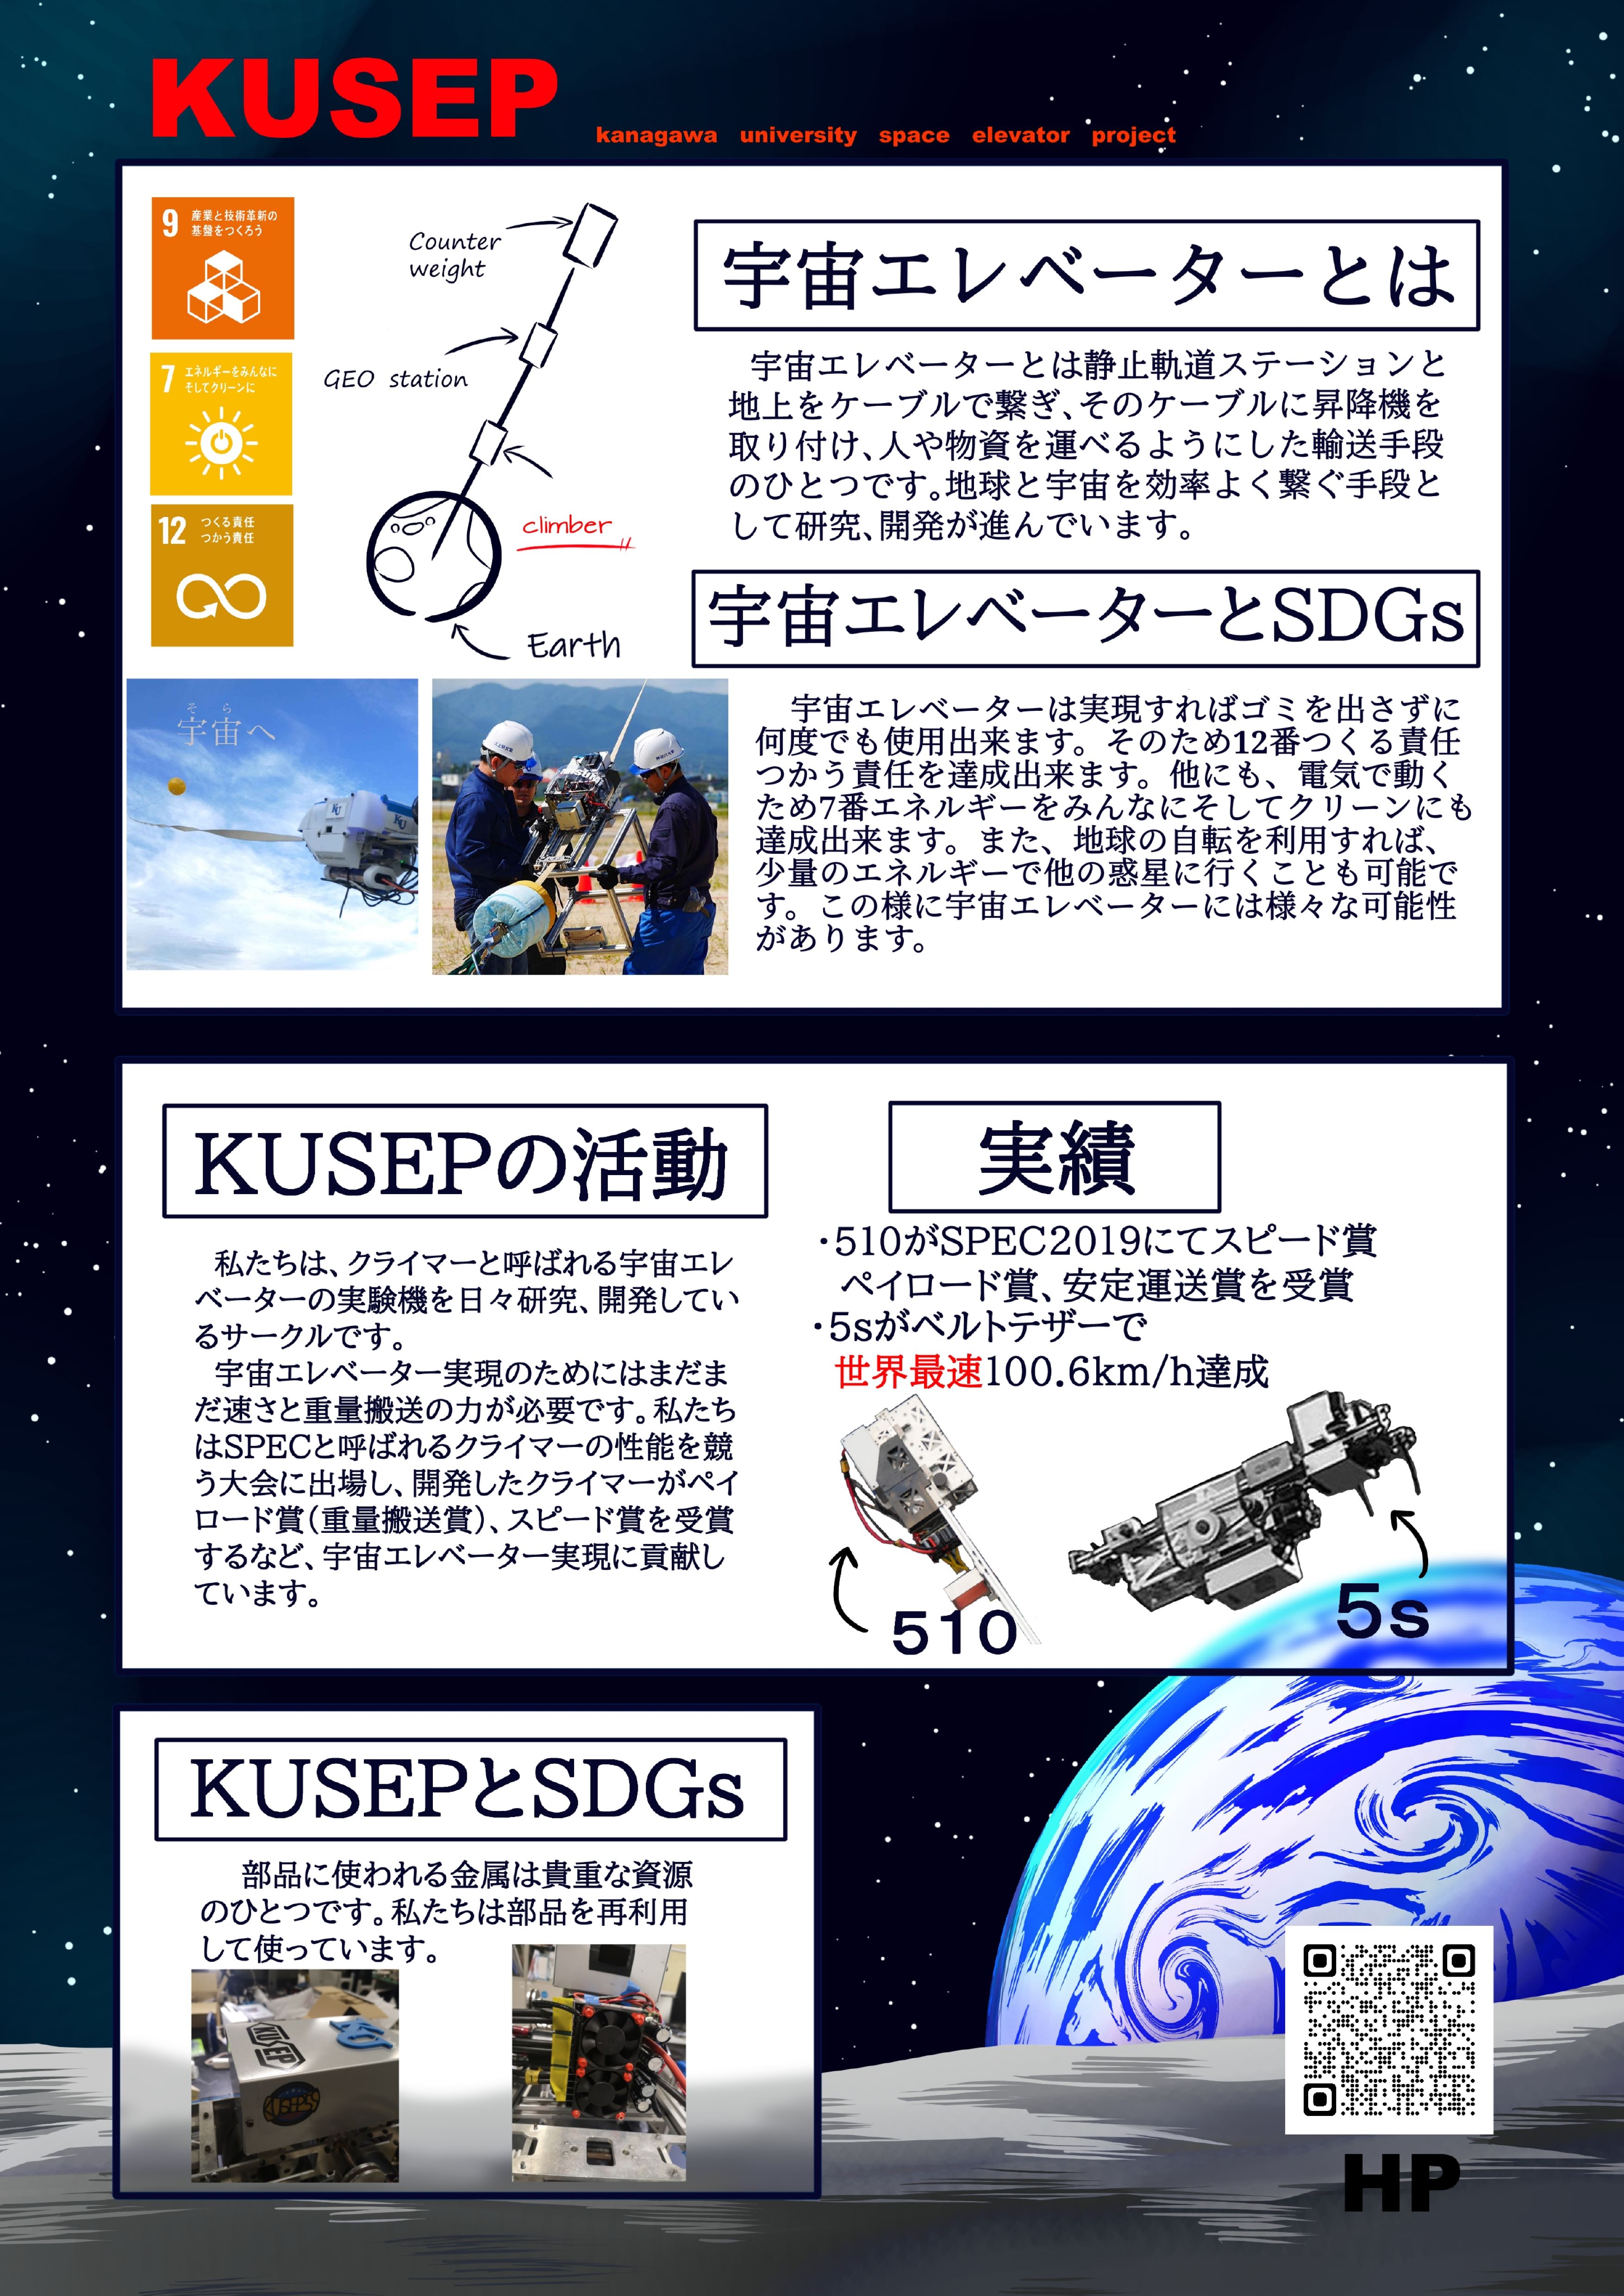 KUSEP
kanagawa university space elevator project
9 産業と技術革新の
基盤をつくろう
7 エネルギーをみんなに
そしてクリーンに
12 つくる責任
つかう責任
Counter
weight
GEO station
climber
Earth
宇宙エレベーターとは
宇宙エレベーターとは静止軌道ステーションと
地上をケーブルで繋ぎ、そのケーブルに昇降機を
取り付け、人や物資を運べるようにした輸送手段
のひとつです。地球と宇宙を効率よく繋ぐ手段と
して研究、開発が進んでいます。
宇宙エレベーターとSDGs
そら
宇宙へ
KU
KU
宇宙エレベーターは実現すればゴミを出さずに
何度でも使用出来ます。そのため12番つくる責任
つかう責任を達成出来ます。他にも、電気で動く
ため7番エネルギーをみんなにそしてクリーンにも
達成出来ます。また、地球の自転を利用すれば、
少量のエネルギーで他の惑星に行くことも可能で
す。この様に宇宙エレベーターには様々な可能性
があります。
KUSEPの活動
私たちは、クライマーと呼ばれる宇宙エレ
ベーターの実験機を日々研究、開発してい
るサークルです。
宇宙エレベーター実現のためにはまだま
だ速さと重量搬送の力が必要です。私たち
はSPECと呼ばれるクライマーの性能を競
う大会に出場し、開発したクライマーがペイ
ロード賞(重量搬送賞)、スピード賞を受賞
するなど、宇宙エレベーター実現に貢献し
ています。
実績
・510がSPEC2019にてスピード賞
ペイロード賞、安定運送賞を受賞
・5sがベルトテザーで
世界最速100.6km/h達成
510
5s
KUSEPとSDGs
部品に使われる金属は貴重な資源
のひとつです。私たちは部品を再利用
して使っています。
KUSEP
HP